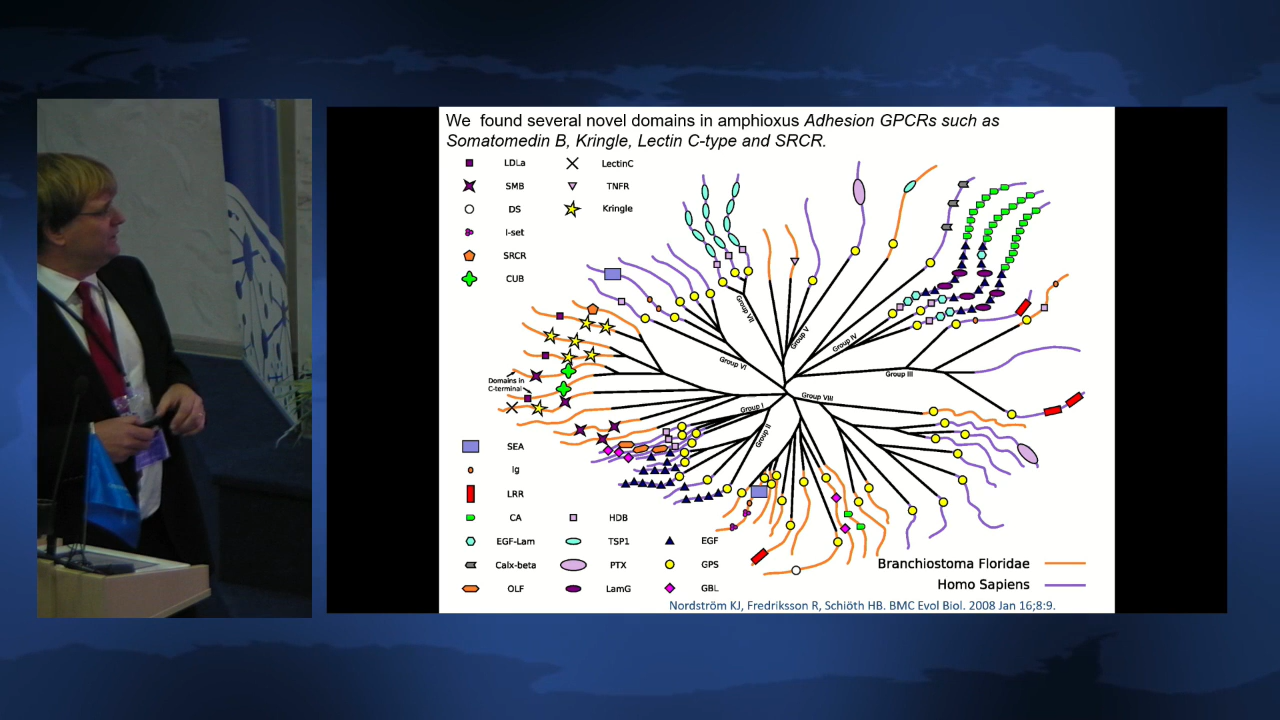 We found several novel domains in amphioxus Adhesion GPCRs such as
Somatomedin B, Kringle, Lectin C-type and SRCR.
LDLa
LectinC
SMB
TNFR
DS
Kringle
I-set
SRCR
CUB
Group VII
Group V
Group IV
Group VI
Group III
Domains in
C-terminal
Group I
Group VIII
Group II
SEA
Ig
LRR
CA
HDB
EGF-Lam
TSP1
EGF
Calx-beta
PTX
GPS
OLF
LamG
GBL
Branchiostoma Floridae
Homo Sapiens
Nordström KJ, Fredriksson R, Schiöth HB. BMC Evol Biol. 2008 Jan 16;8:9.